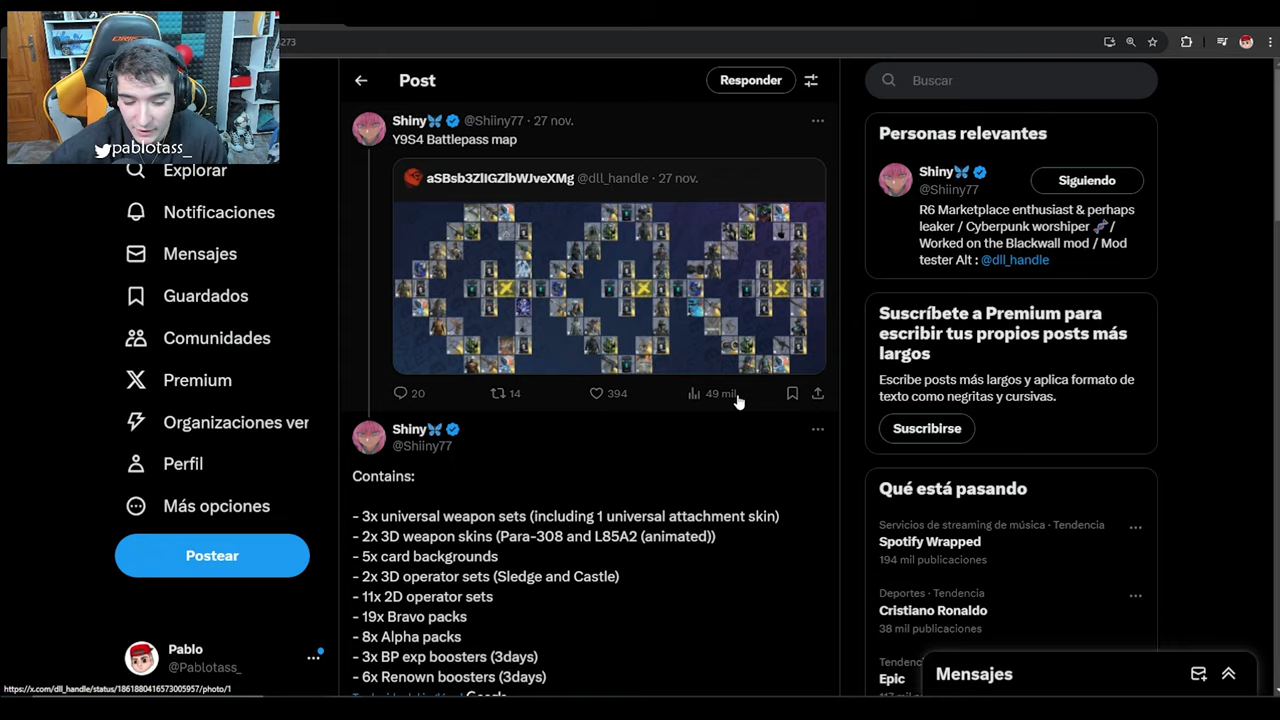 273
pablotass_
Explorar
Notificaciones
Mensajes
Guardados
Comunidades
Premium
Organizaciones ver
Perfil
Más opciones
Postear
Pablo
@Pablotass_
https://x.com/dll_handle/status/1861880416573005957/photo/1
Post
Responder
Shiny @Shiiny77 · 27 nov.
Y9S4 Battlepass map
aSBsb3ZlIGZlbWJveXMg @dll_handle · 27 nov.
20
14
394
49 mil
Shiny
@Shiiny77
Contains:
- 3x universal weapon sets (including 1 universal attachment skin)
- 2x 3D weapon skins (Para-308 and L85A2 (animated))
- 5x card backgrounds
- 2x 3D operator sets (Sledge and Castle)
- 11x 2D operator sets
- 19x Bravo packs
- 8x Alpha packs
- 3x BP exp boosters (3days)
- 6x Renown boosters (3days)
Google
Buscar
Personas relevantes
Shiny
@Shiiny77
Siguiendo
R6 Marketplace enthusiast & perhaps
leaker / Cyberpunk worshiper /
Worked on the Blackwall mod / Mod
tester Alt : @dll_handle
Suscríbete a Premium para
escribir tus propios posts más
largos
Escribe posts más largos y aplica formato de
texto como negritas y cursivas.
Suscribirse
Qué está pasando
Servicios de streaming de música · Tendencia
Spotify Wrapped
194 mil publicaciones
Deportes · Tendencia
Cristiano Ronaldo
38 mil publicaciones
Epic
Mensajes